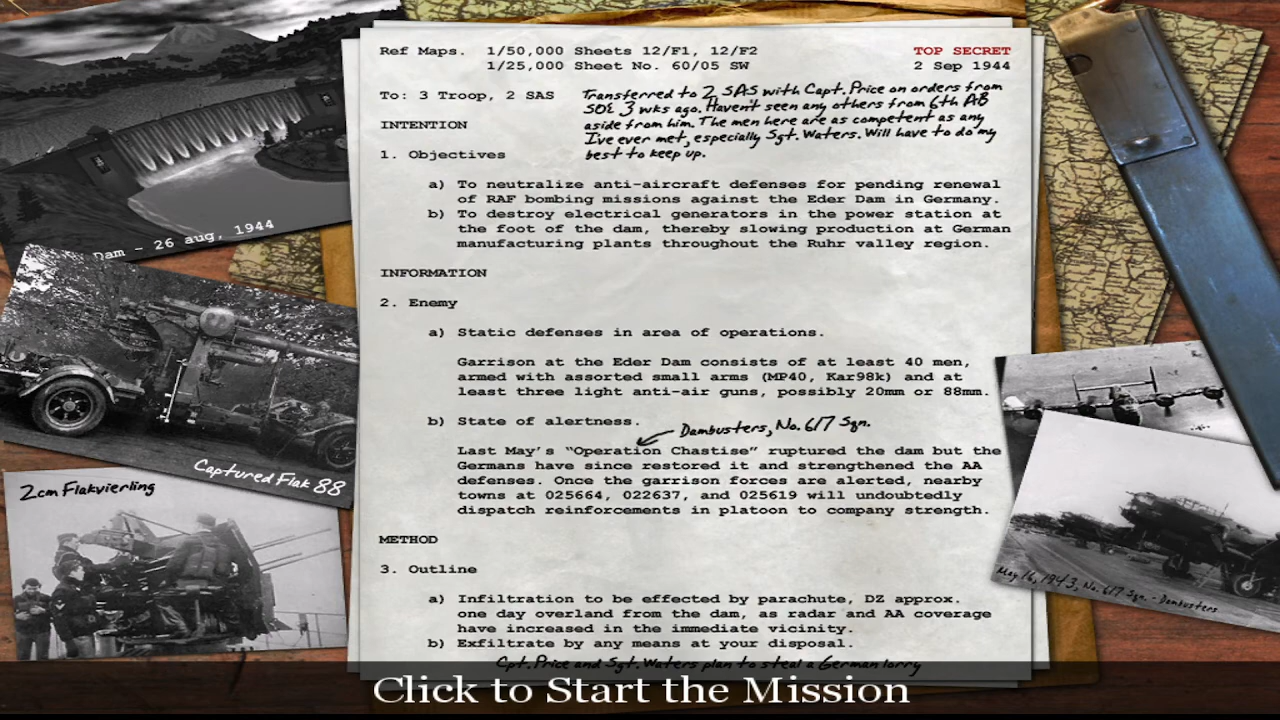 Ref Maps. 1/50,000 Sheets 12/F1, 12/F2
1/25,000 Sheet No. 60/05 SW
TOP SECRET
2 Sep 1944
To: 3 Troop, 2 SAS
Transferred to 2 SAS with Capt. Price on orders from
SOE 3 wks ago. Haven't seen any others from 6th AB
aside from him. The men here are as competent as any
I've ever met, especially Sgt. Waters. Will have to do my
best to keep up.
INTENTION
1. Objectives
a) To neutralize anti-aircraft defenses for pending renewal
of RAF bombing missions against the Eder Dam in Germany.
b) To destroy electrical generators in the power station at
the foot of the dam, thereby slowing production at German
manufacturing plants throughout the Ruhr valley region.
INFORMATION
2. Enemy
a) Static defenses in area of operations.
Garrison at the Eder Dam consists of at least 40 men,
armed with assorted small arms (MP40, Kar98k) and at
least three light anti-air guns, possibly 20mm or 88mm.
b) State of alertness.
Dambusters, No. 617 Sqn.
Last May's "Operation Chastise" ruptured the dam but the
Germans have since restored it and strengthened the AA
defenses. Once the garrison forces are alerted, nearby
towns at 025664, 022637, and 025619 will undoubtedly
dispatch reinforcements in platoon to company strength.
METHOD
3. Outline
a) Infiltration to be effected by parachute, DZ approx.
one day overland from the dam, as radar and AA coverage
have increased in the immediate vicinity.
b) Exfiltrate by any means at your disposal.
Cpt. Price and Sgt. Waters plan to steal a German lorry
Dam - 26 aug, 1944
Captured Flak 88
2cm Flakvierling
May 16, 1943, No. 617 Sqn - Dambusters
Click to Start the Mission